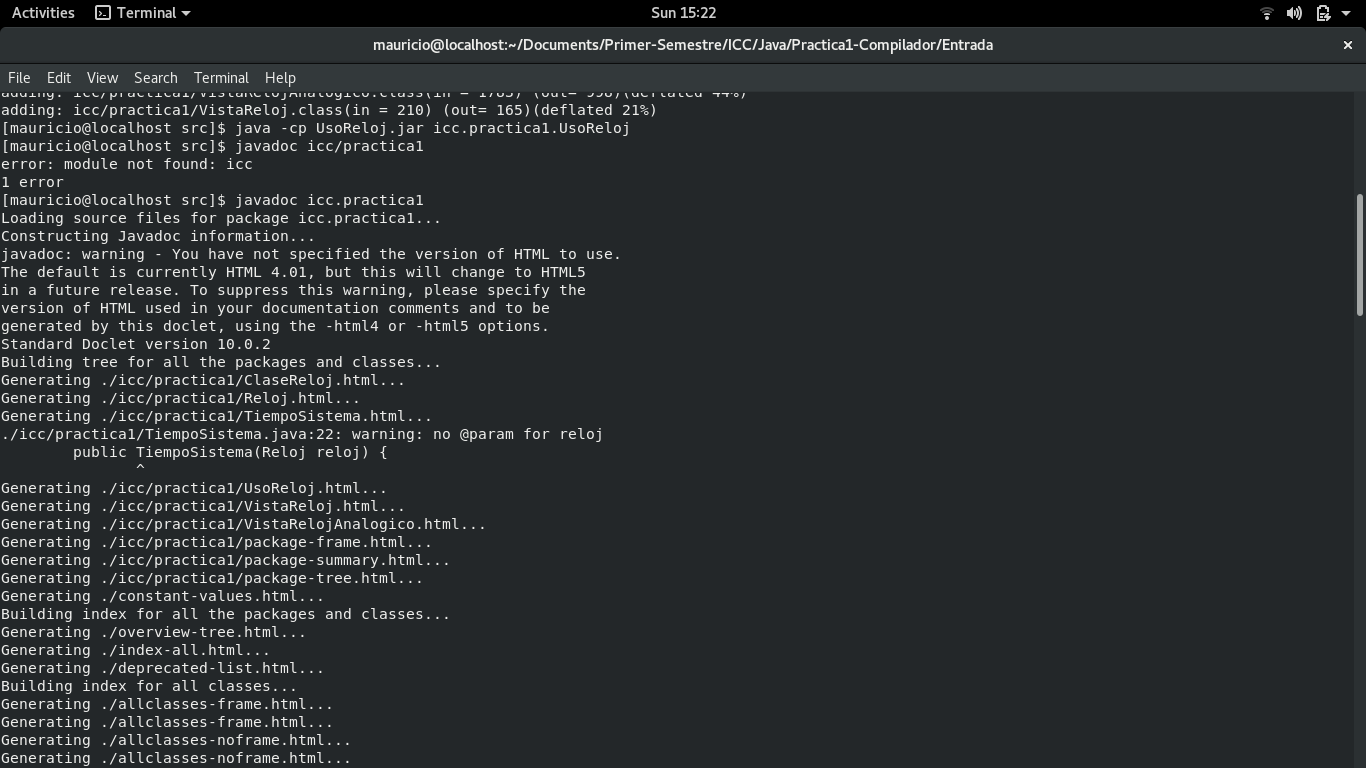 Activities Terminal Sun 15:22
mauricio@localhost:~/Documents/Primer-Semestre/ICC/Java/Practica1-Compilador/Entrada ×
File Edit View Search Terminal Help
adding: icc/practica1/VistaRelojAnalogico.class(in = 1785) (out= 998)(deflated 44%)
adding: icc/practica1/VistaReloj.class(in = 210) (out= 165)(deflated 21%)
[mauricio@localhost src]$ java -cp UsoReloj.jar icc.practica1.UsoReloj
[mauricio@localhost src]$ javadoc icc/practica1
error: module not found: icc
1 error
[mauricio@localhost src]$ javadoc icc.practica1
Loading source files for package icc.practica1...
Constructing Javadoc information...
javadoc: warning - You have not specified the version of HTML to use.
The default is currently HTML 4.01, but this will change to HTML5
in a future release. To suppress this warning, please specify the
version of HTML used in your documentation comments and to be
generated by this doclet, using the -html4 or -html5 options.
Standard Doclet version 10.0.2
Building tree for all the packages and classes...
Generating ./icc/practica1/ClaseReloj.html...
Generating ./icc/practica1/Reloj.html...
Generating ./icc/practica1/TiempoSistema.html...
./icc/practica1/TiempoSistema.java:22: warning: no @param for reloj
        public TiempoSistema(Reloj reloj) {
               ^
Generating ./icc/practica1/UsoReloj.html...
Generating ./icc/practica1/VistaReloj.html...
Generating ./icc/practica1/VistaRelojAnalogico.html...
Generating ./icc/practica1/package-frame.html...
Generating ./icc/practica1/package-summary.html...
Generating ./icc/practica1/package-tree.html...
Generating ./constant-values.html...
Building index for all the packages and classes...
Generating ./overview-tree.html...
Generating ./index-all.html...
Generating ./deprecated-list.html...
Building index for all classes...
Generating ./allclasses-frame.html...
Generating ./allclasses-frame.html...
Generating ./allclasses-noframe.html...
Generating ./allclasses-noframe.html...